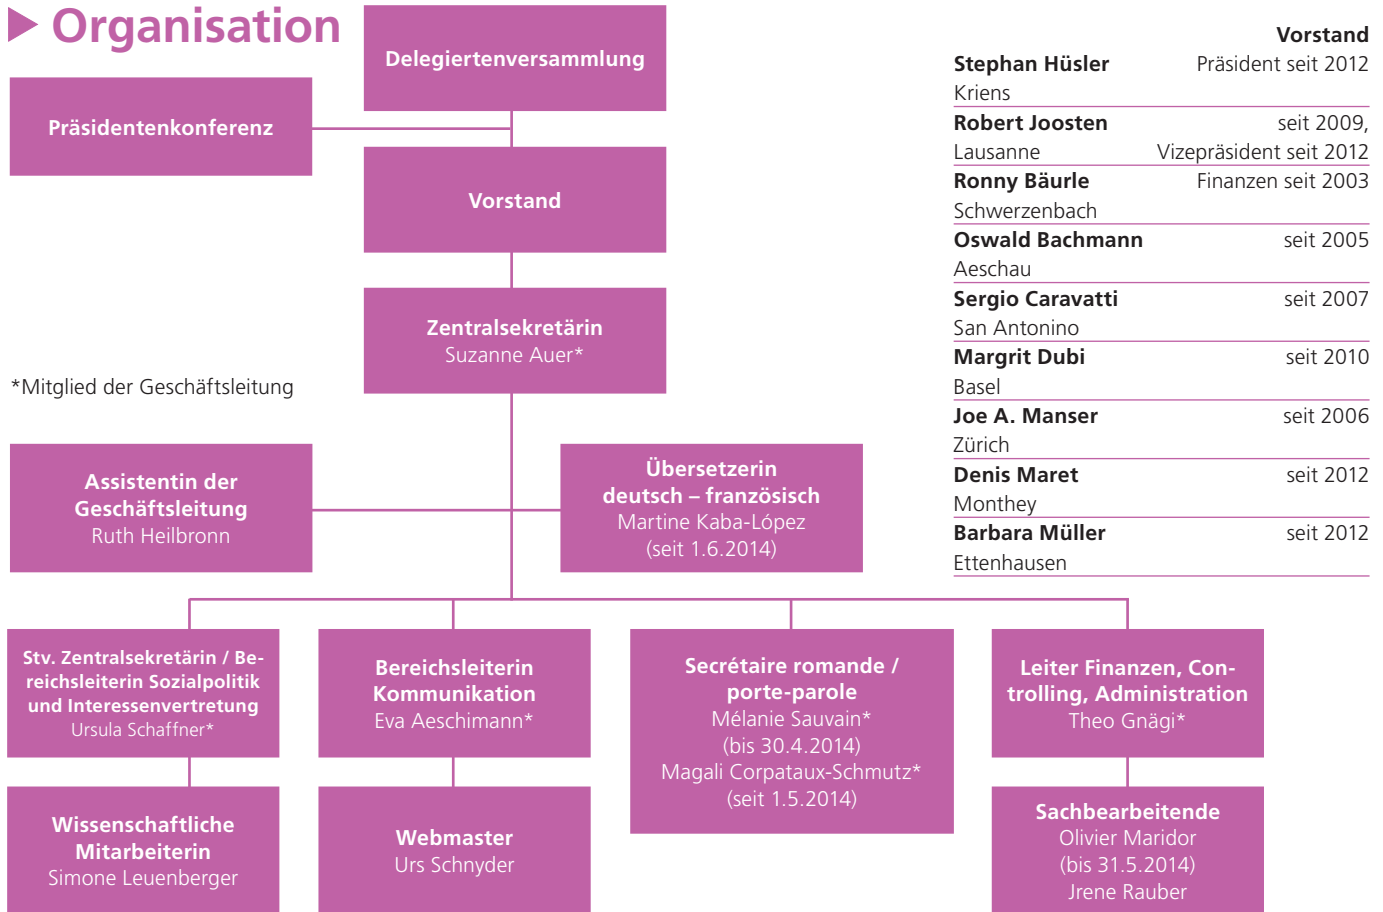 Organisation
Delegiertenversammlung
Präsidentenkonferenz
Vorstand
Zentralsekretärin
Suzanne Auer*
*Mitglied der Geschäftsleitung
Assistentin der
Geschäftsleitung
Ruth Heilbronn
Übersetzerin
deutsch – französisch
Martine Kaba-López
(seit 1.6.2014)
Stv. Zentralsekretärin / Be-
reichsleiterin Sozialpolitik
und Interessenvertretung
Ursula Schaffner*
Bereichsleiterin
Kommunikation
Eva Aeschimann*
Secrétaire romande /
porte-parole
Mélanie Sauvain*
(bis 30.4.2014)
Magali Corpataux-Schmutz*
(seit 1.5.2014)
Leiter Finanzen, Con-
trolling, Administration
Theo Gnägi*
Wissenschaftliche
Mitarbeiterin
Simone Leuenberger
Webmaster
Urs Schnyder
Sachbearbeitende
Olivier Maridor
(bis 31.5.2014)
Jrene Rauber
Vorstand
Stephan Hüsler Präsident seit 2012
Kriens
Robert Joosten seit 2009,
Lausanne Vizepräsident seit 2012
Ronny Bäurle Finanzen seit 2003
Schwerzenbach
Oswald Bachmann seit 2005
Aeschau
Sergio Caravatti seit 2007
San Antonino
Margrit Dubi seit 2010
Basel
Joe A. Manser seit 2006
Zürich
Denis Maret seit 2012
Monthey
Barbara Müller seit 2012
Ettenhausen